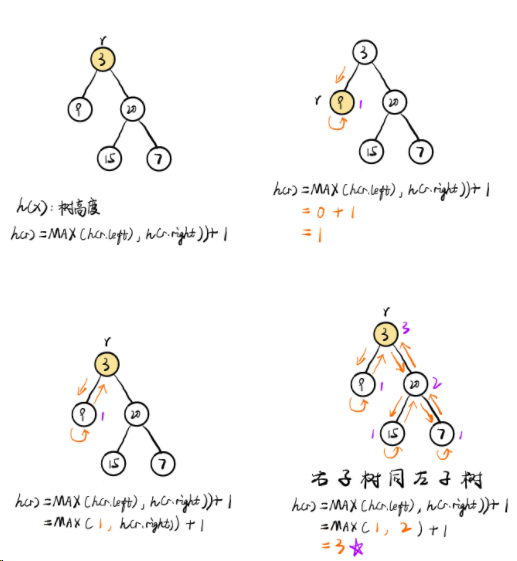 r
3
9
20
15
7
h(x):树高度
h(r)=MAX(h(r.left),h(r.right))+1
3
r
9
1
20
15
7
h(r)=MAX(h(r.left),h(r.right))+1
=0+1
=1
r
3
9
1
20
15
7
h(r)=MAX(h(r.left),h(r.right))+1
=MAX(1,h(r.right))+1
r
3
3
9
1
20
2
1
15
7
1
右子树同左子树
h(r)=MAX(h(r.left),h(r.right))+1
=MAX(1,2)+1
=3